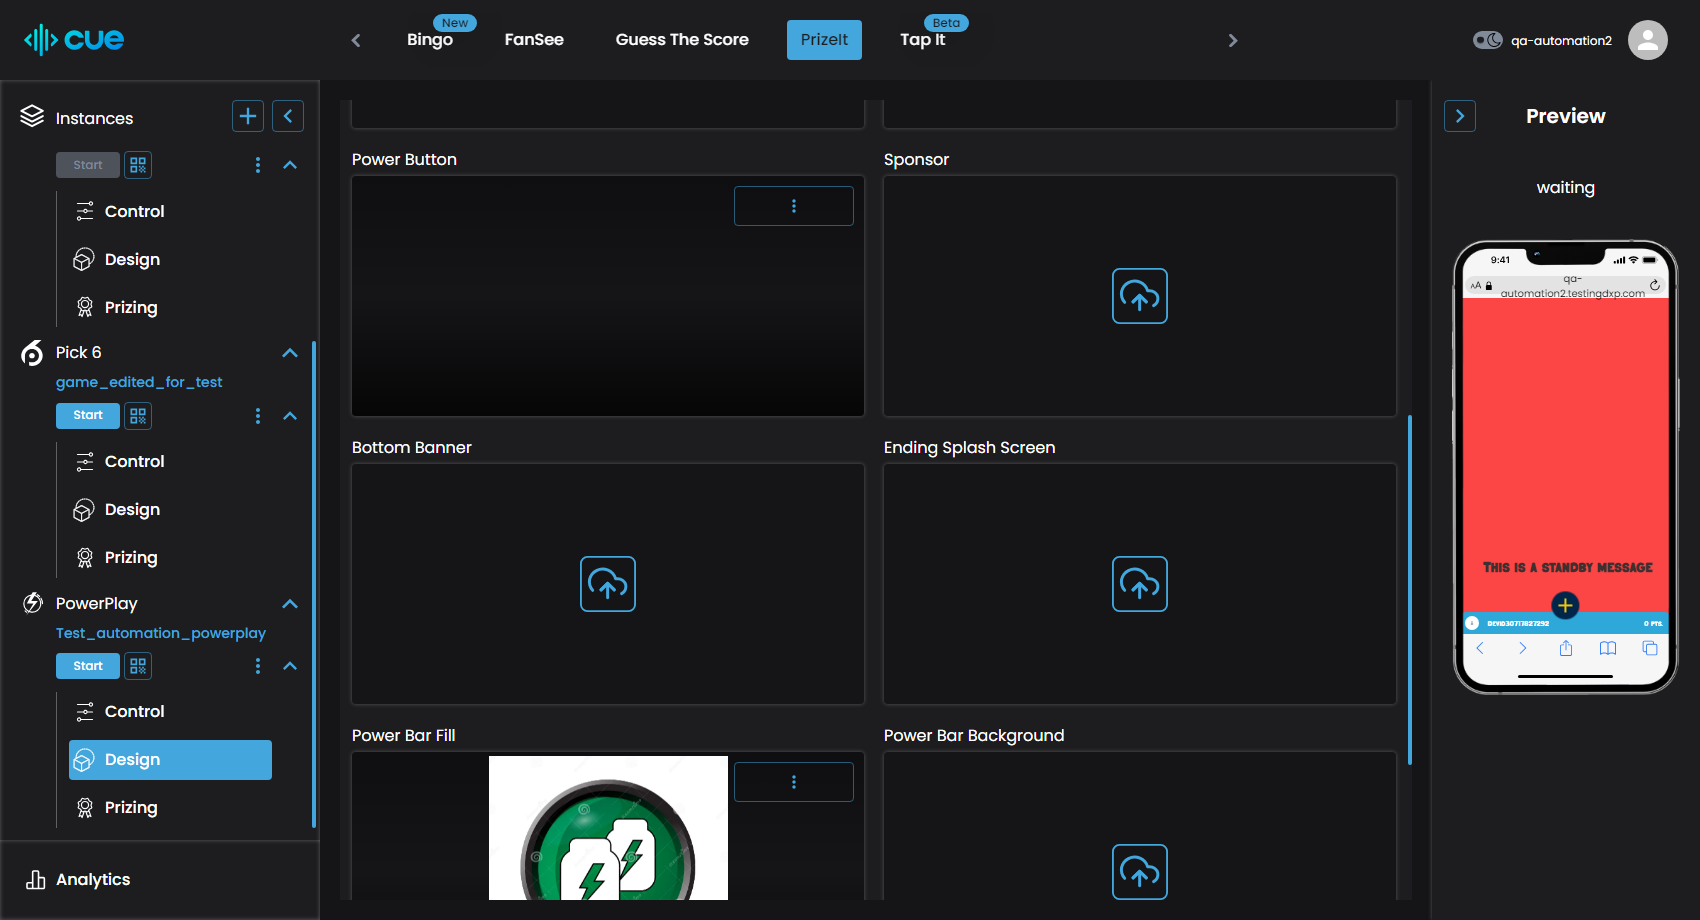 cue
Bingo
New
FanSee
Guess The Score
PrizeIt
Tap It
Beta
qa-automation2
Instances
Start
Control
Design
Prizing
Pick 6
game_edited_for_test
Start
Control
Design
Prizing
PowerPlay
Test_automation_powerplay
Start
Control
Design
Prizing
Analytics
Power Button
Sponsor
Bottom Banner
Ending Splash Screen
Power Bar Fill
Power Bar Background
Preview
waiting
9:41
AA
qa-
automation2.testingdxp.com
This is a standby message
0 PTS.